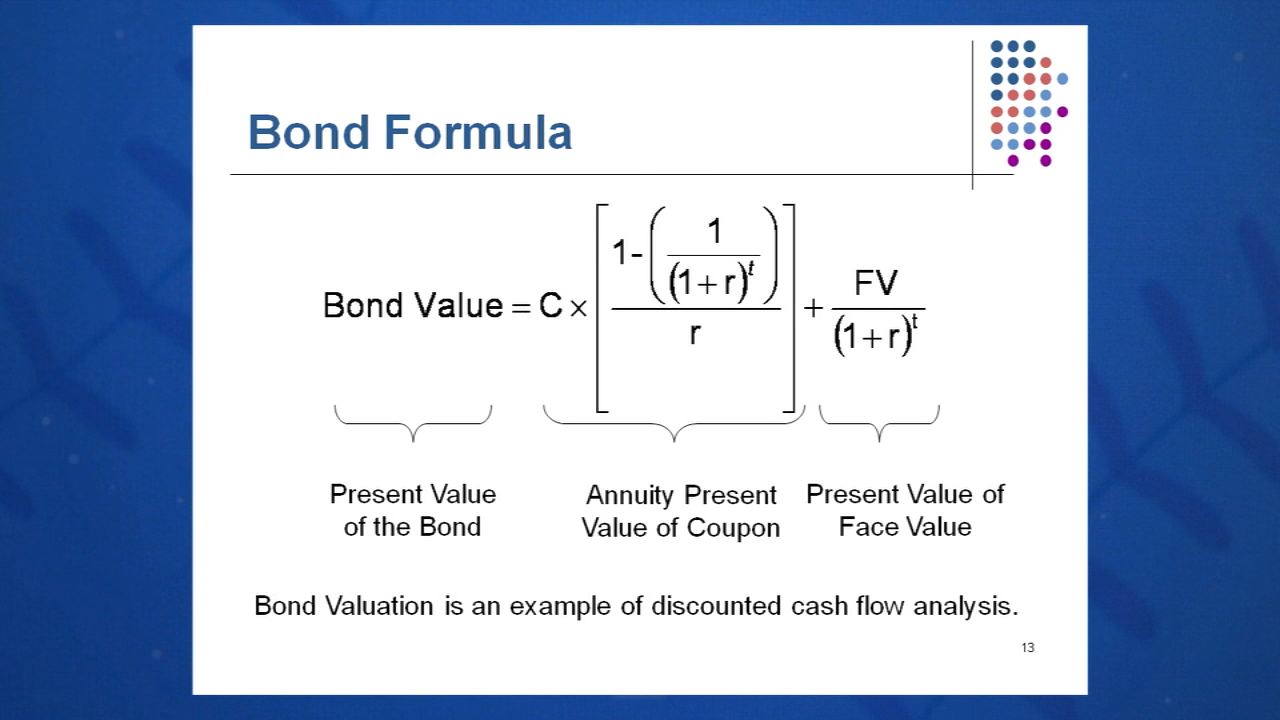 Bond Formula
Bond Value = C × [ (1 - (1 / (1 + r)^t)) / r ] + FV / (1 + r)^t
Present Value
of the Bond
Annuity Present
Value of Coupon
Present Value of
Face Value
Bond Valuation is an example of discounted cash flow analysis.
13